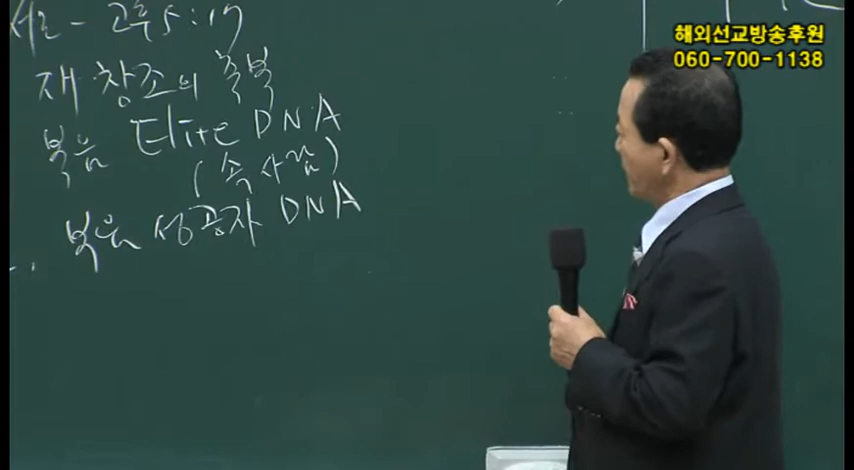 서론 - 고후 5:17
재창조의 축복
복음 Elite DNA
(속사람)
복음 성공자 DNA
해외선교방송후원
060-700-1138